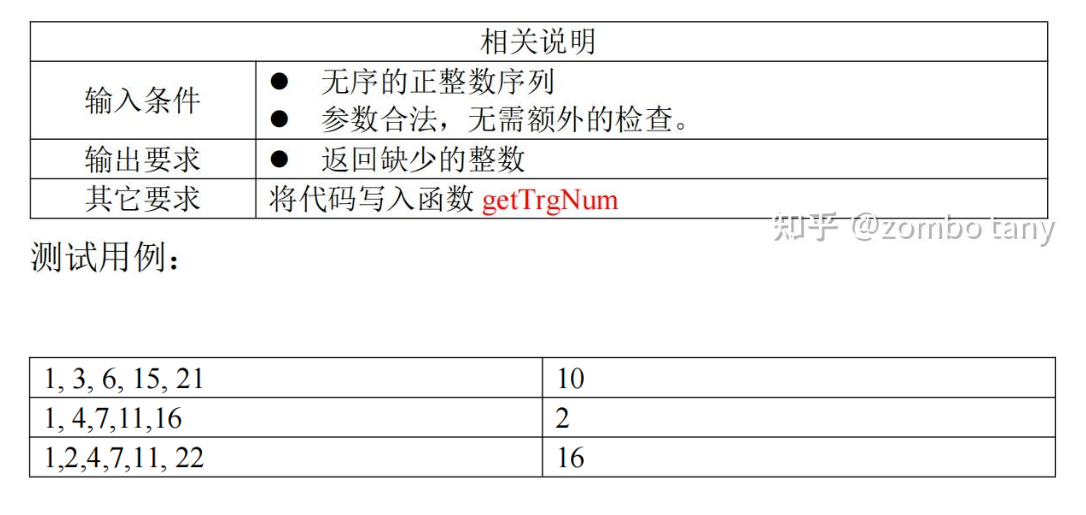 相关说明
输入条件
● 无序的正整数序列
● 参数合法，无需额外的检查。
输出要求
● 返回缺少的整数
其它要求
将代码写入函数 getTrgNum
知乎 @zombo tany
测试用例：
1, 3, 6, 15, 21
10
1, 4,7,11,16
2
1,2,4,7,11, 22
16